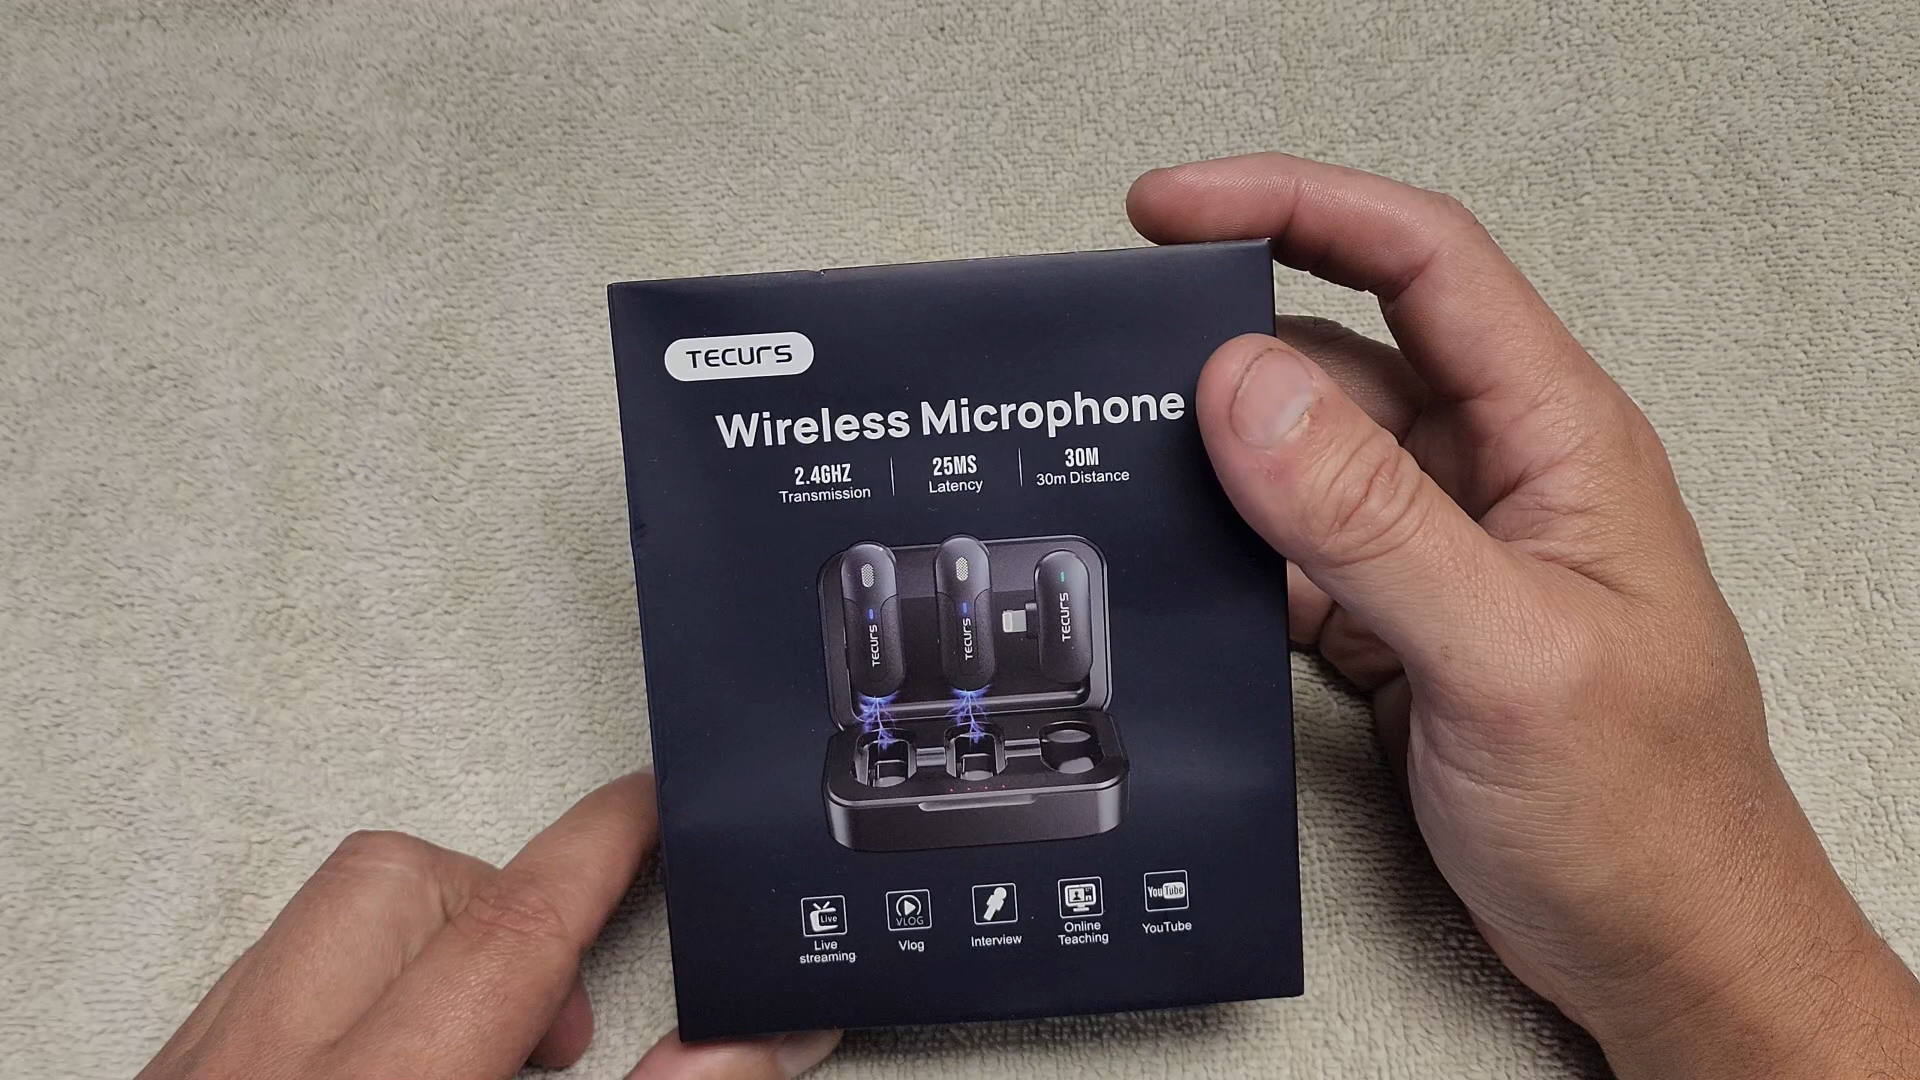 TECURS
Wireless Microphone
2.4GHZ
Transmission
25MS
Latency
30M
30m Distance
TECURS
TECURS
TECURS
Live
VLOG
YouTube
Live
streaming
Vlog
Interview
Online
Teaching
YouTube